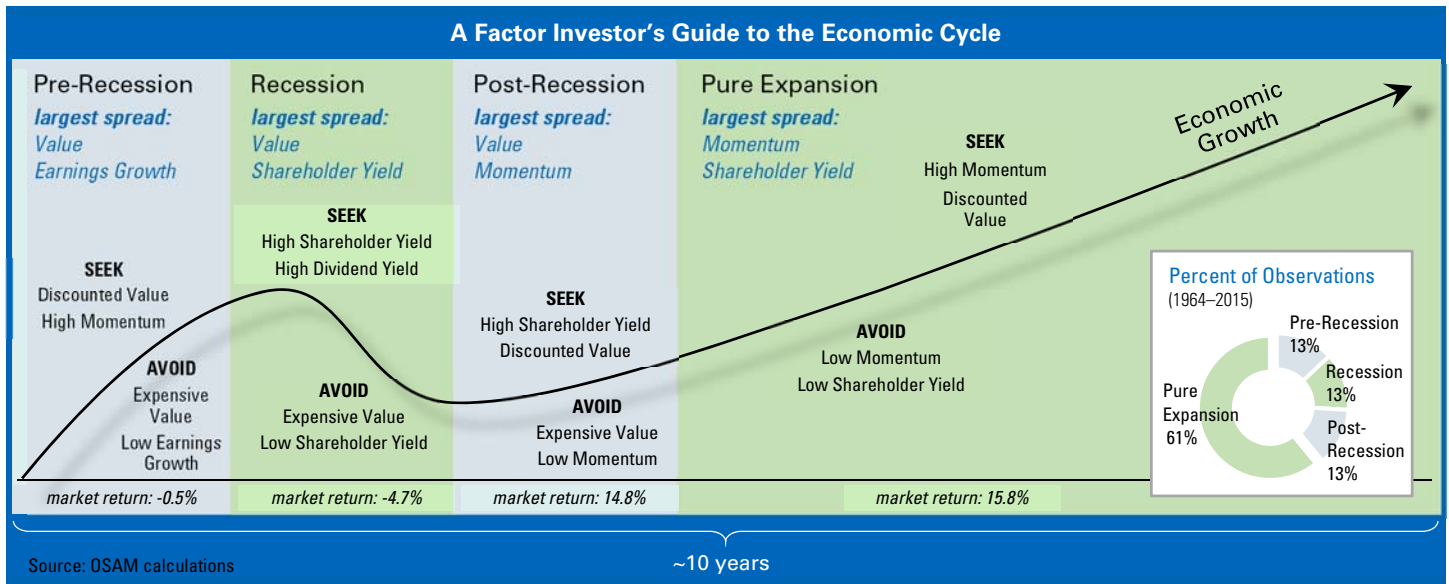 A Factor Investor's Guide to the Economic Cycle
Pre-Recession
largest spread:
Value
Earnings Growth
SEEK
Discounted Value
High Momentum
AVOID
Expensive
Value
Low Earnings
Growth
market return: -0.5%
Recession
largest spread:
Value
Shareholder Yield
SEEK
High Shareholder Yield
High Dividend Yield
AVOID
Expensive Value
Low Shareholder Yield
market return: -4.7%
Post-Recession
largest spread:
Value
Momentum
SEEK
High Shareholder Yield
Discounted Value
AVOID
Expensive Value
Low Momentum
market return: 14.8%
Pure Expansion
largest spread:
Momentum
Shareholder Yield
SEEK
High Momentum
Discounted
Value
AVOID
Low Momentum
Low Shareholder Yield
market return: 15.8%
Economic
Growth
Percent of Observations
(1964–2015)
Pre-Recession
13%
Recession
13%
Post-
Recession
13%
Pure
Expansion
61%
~10 years
Source: OSAM calculations